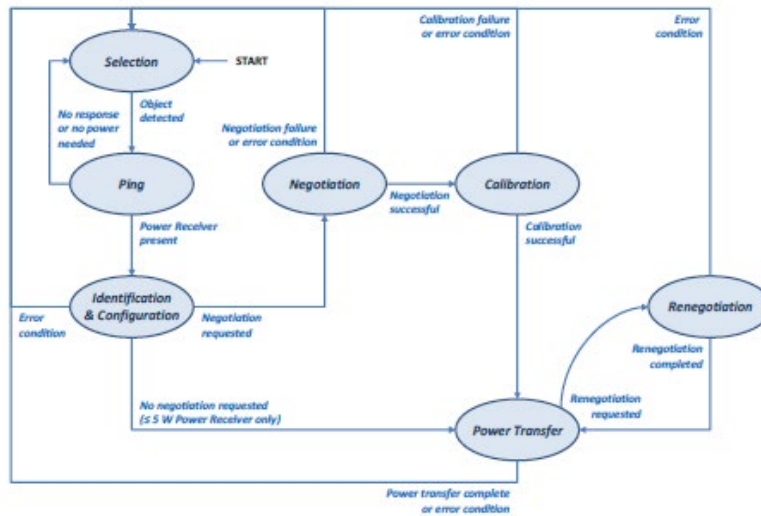 Calibration failure
or error condition
Error
condition
Selection
START
No response
or no power
needed
Object
detected
Negotiation failure
or error condition
Ping
Negotiation
Negotiation
successful
Calibration
Power Receiver
present
Calibration
successful
Identification
& Configuration
Error
condition
Negotiation
requested
Renegotiation
Renegotiation
completed
No negotiation requested
(≤ 5 W Power Receiver only)
Renegotiation
requested
Power Transfer
Power transfer complete
or error condition